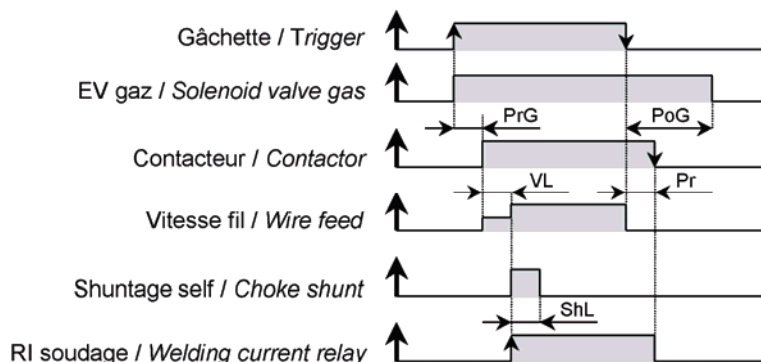 Gâchette / Trigger
EV gaz / Solenoid valve gas
PrG
PoG
Contacteur / Contactor
VL
Pr
Vitesse fil / Wire feed
Shuntage self / Choke shunt
ShL
RI soudage / Welding current relay